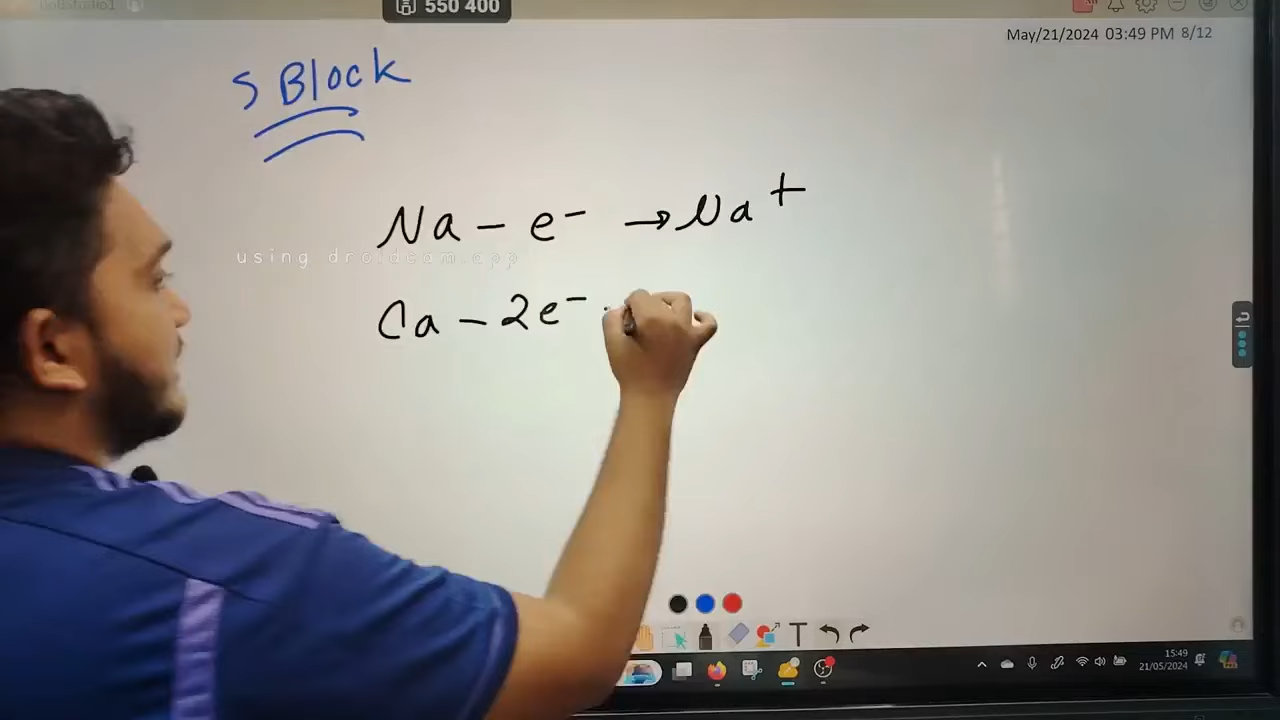 550 400
May/21/2024 03:49 PM 8/12
S Block
Na – e⁻ → Na⁺
using droidcam.app
Ca – 2e⁻
T
15:49
21/05/2024